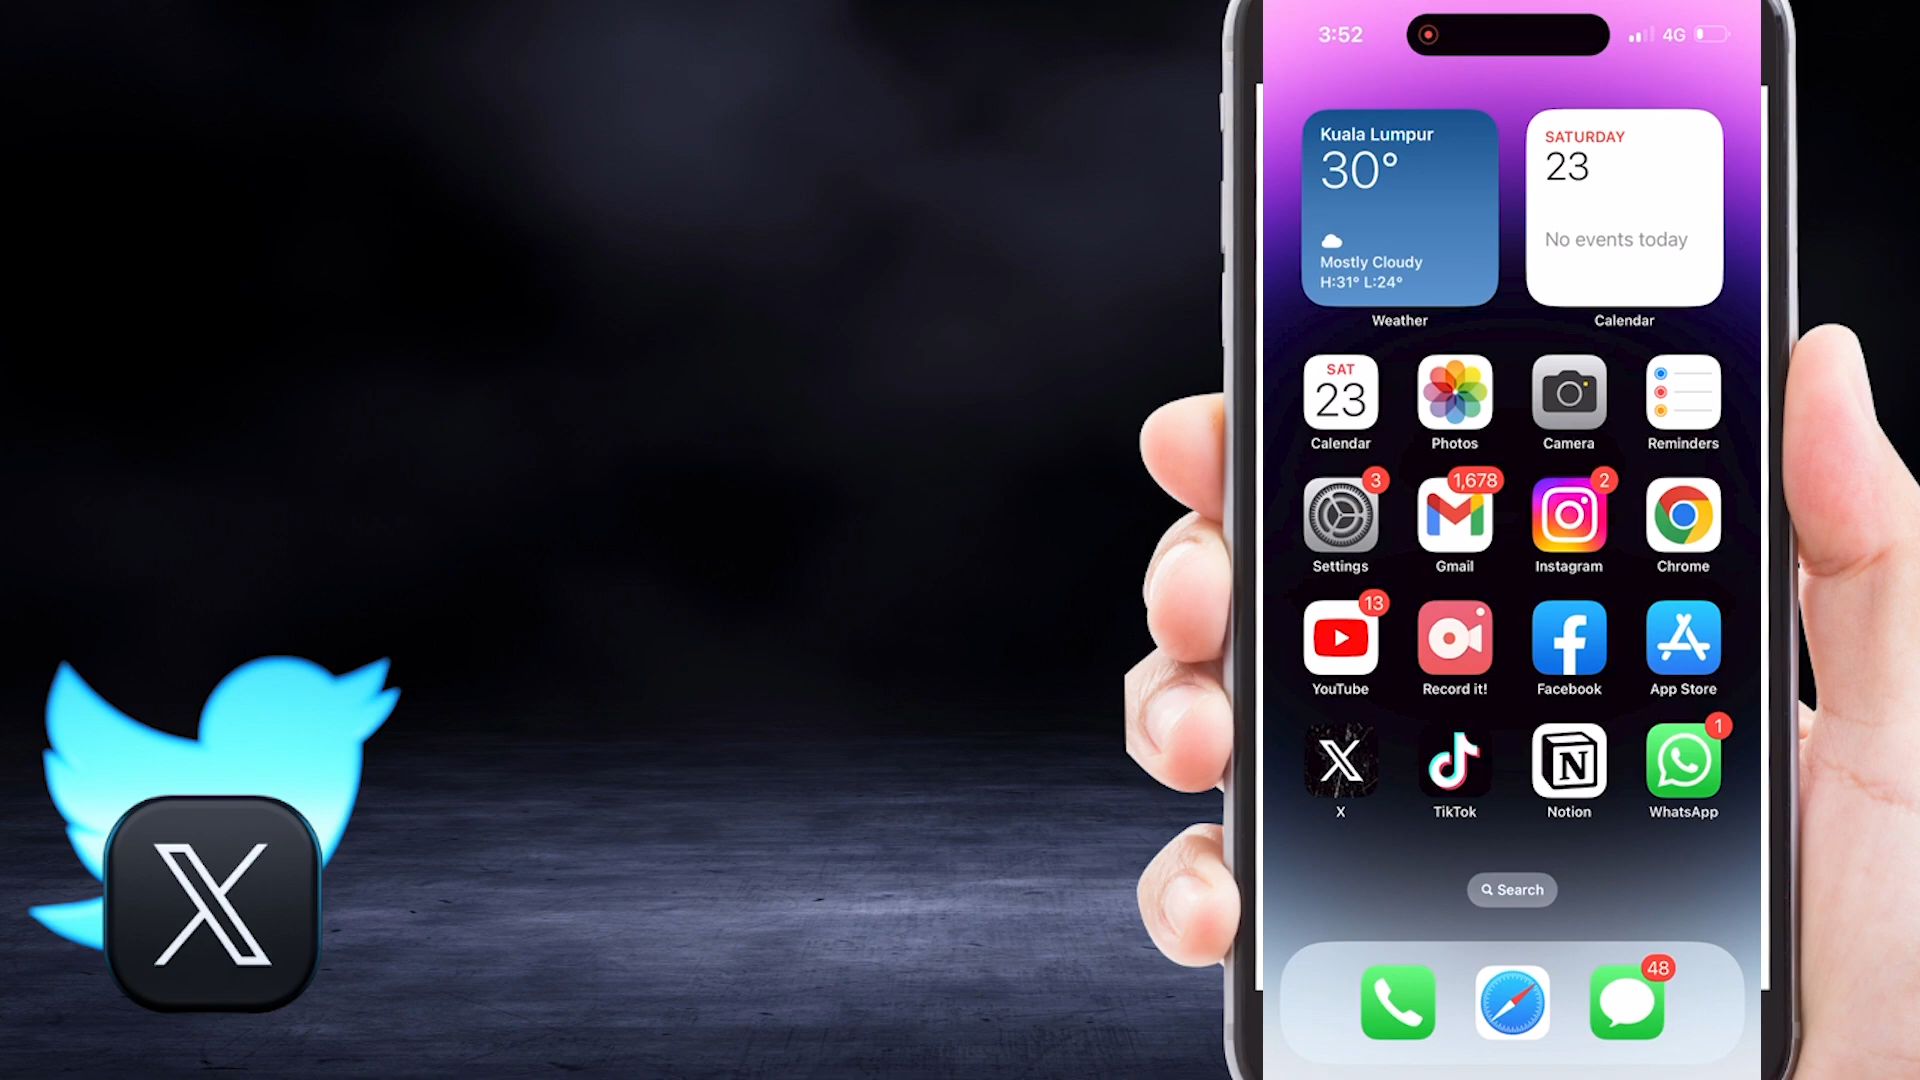 3:52
4G
Kuala Lumpur
30°
Mostly Cloudy
H:31° L:24°
Weather
SATURDAY
23
No events today
Calendar
SAT
23
Calendar
Photos
Camera
Reminders
3
1,678
2
Settings
Gmail
Instagram
Chrome
13
YouTube
Record it!
Facebook
App Store
X
N
1
X
TikTok
Notion
WhatsApp
Search
48
X